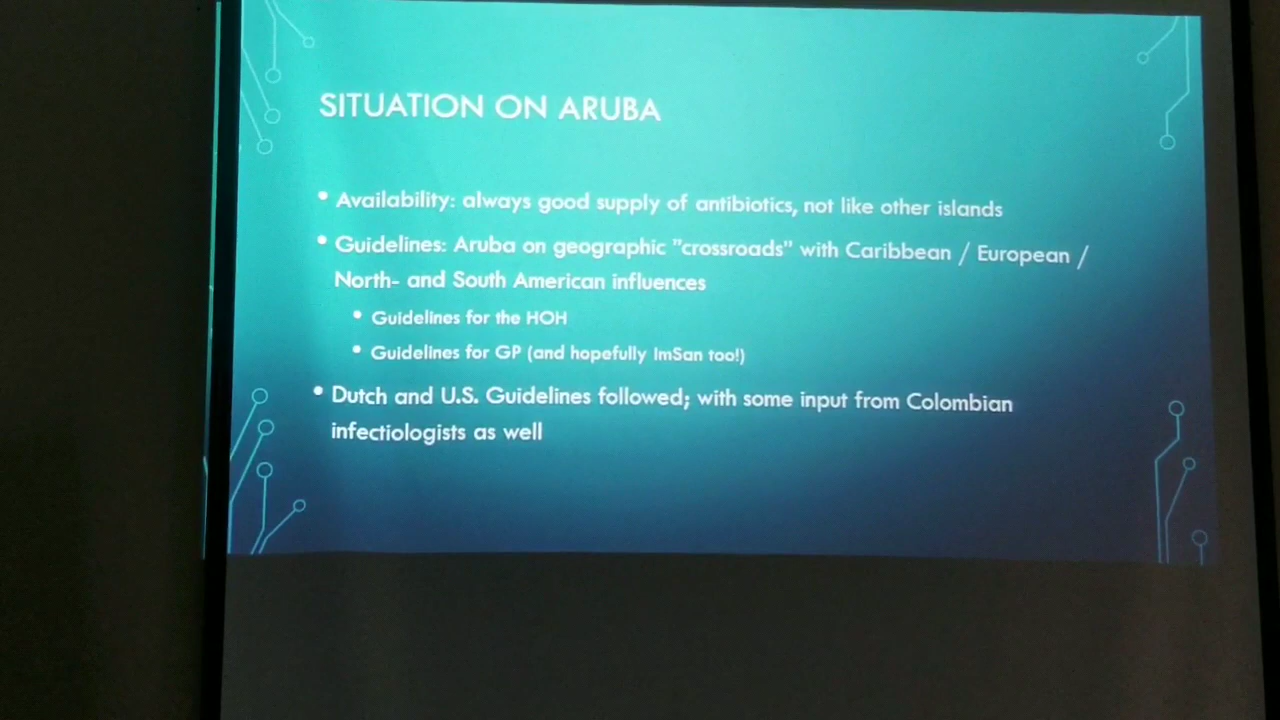 SITUATION ON ARUBA
• Availability: always good supply of antibiotics, not like other islands
• Guidelines: Aruba on geographic "crossroads" with Caribbean / European /
North- and South American influences
• Guidelines for the HOH
• Guidelines for GP (and hopefully ImSan too!)
• Dutch and U.S. Guidelines followed; with some input from Colombian
infectiologists as well